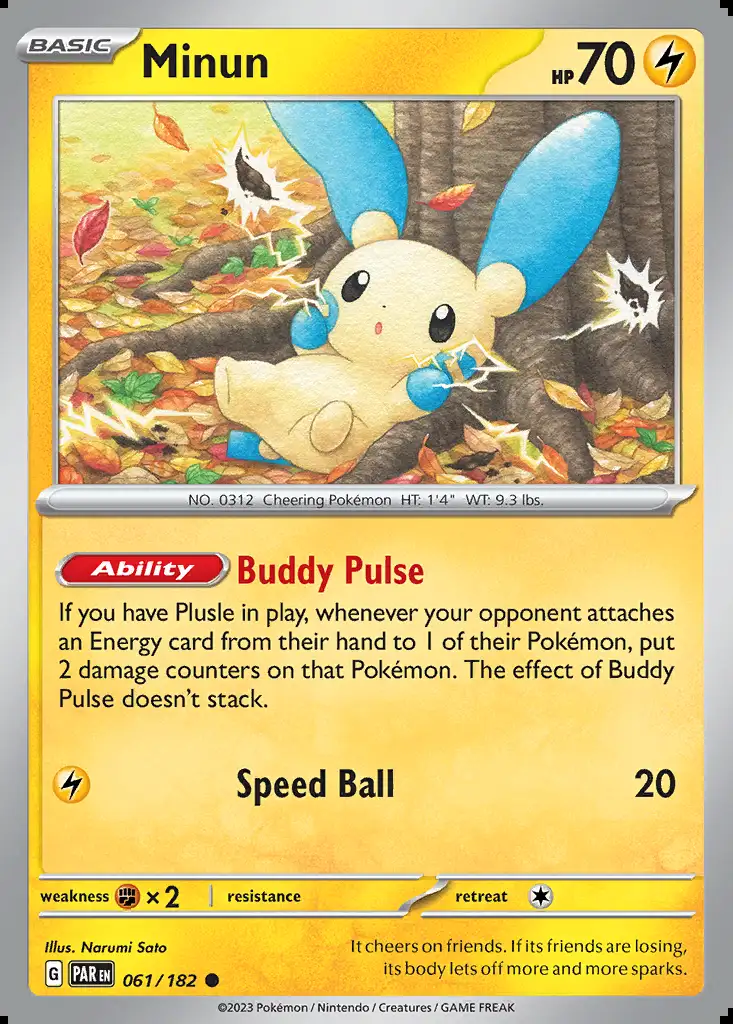 BASIC
Minun
HP 70
NO. 0312 Cheering Pokémon HT: 1'4" WT: 9.3 lbs.
Ability Buddy Pulse
If you have Plusle in play, whenever your opponent attaches
an Energy card from their hand to 1 of their Pokémon, put
2 damage counters on that Pokémon. The effect of Buddy
Pulse doesn't stack.
Speed Ball 20
weakness ×2 resistance retreat
Illus. Narumi Sato
It cheers on friends. If its friends are losing,
its body lets off more and more sparks.
G PAR EN 061/182
©2023 Pokémon / Nintendo / Creatures / GAME FREAK